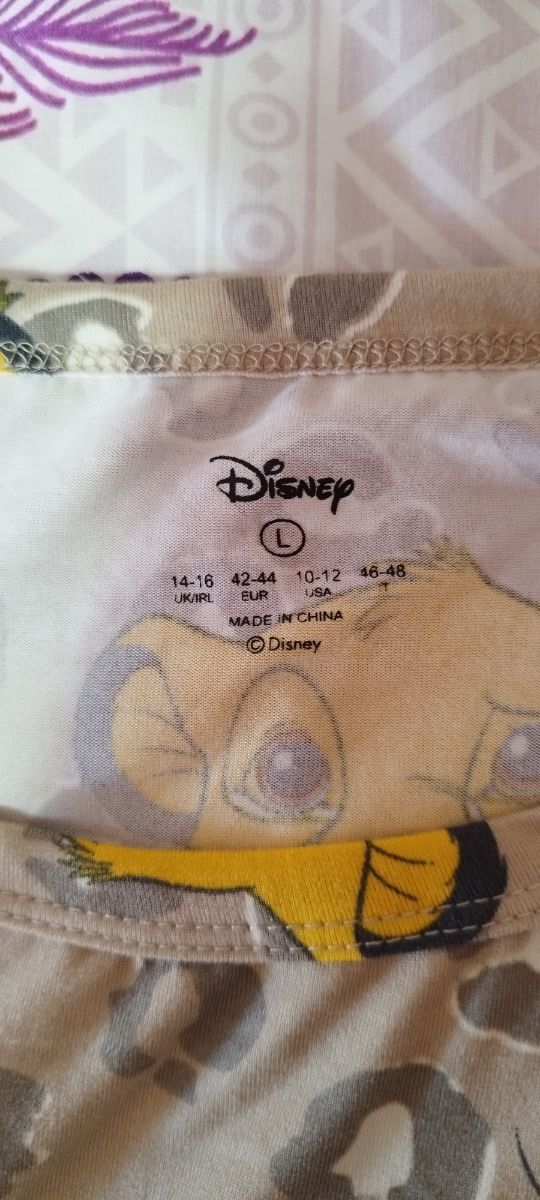 Disney
L
14-16 42-44 10-12 46-48
UK/IRL EUR USA IT
MADE IN CHINA
© Disney